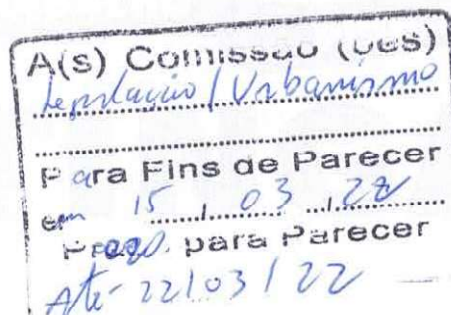 A(s) Comissão (ões)
Legislação / Urbanismo
Para Fins de Parecer
em 15 / 03 / 22
Prazo para Parecer
Até 22/03/22